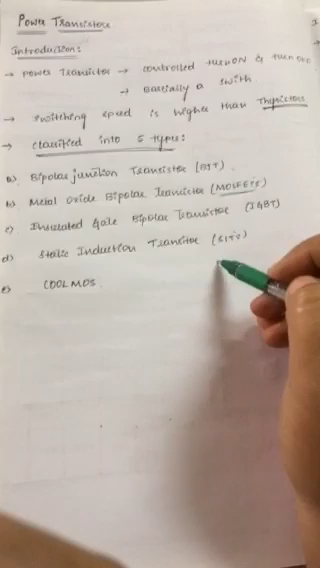 Power Transistors
Introduction:
→ Power Transistor → controlled turn ON & turn OFF
→ Basically a swith
→ switching speed is higher than Thyristors
→ classified into 5 types:
a) Bipolar junction Transistor (BJT).
b) Metal Oxide Bipolar Transistor (MOSFETs)
c) Insulated Gate Bipolar Transistor (IGBT)
d) Static Induction Transistor (SITs)
e) COOLMOS.